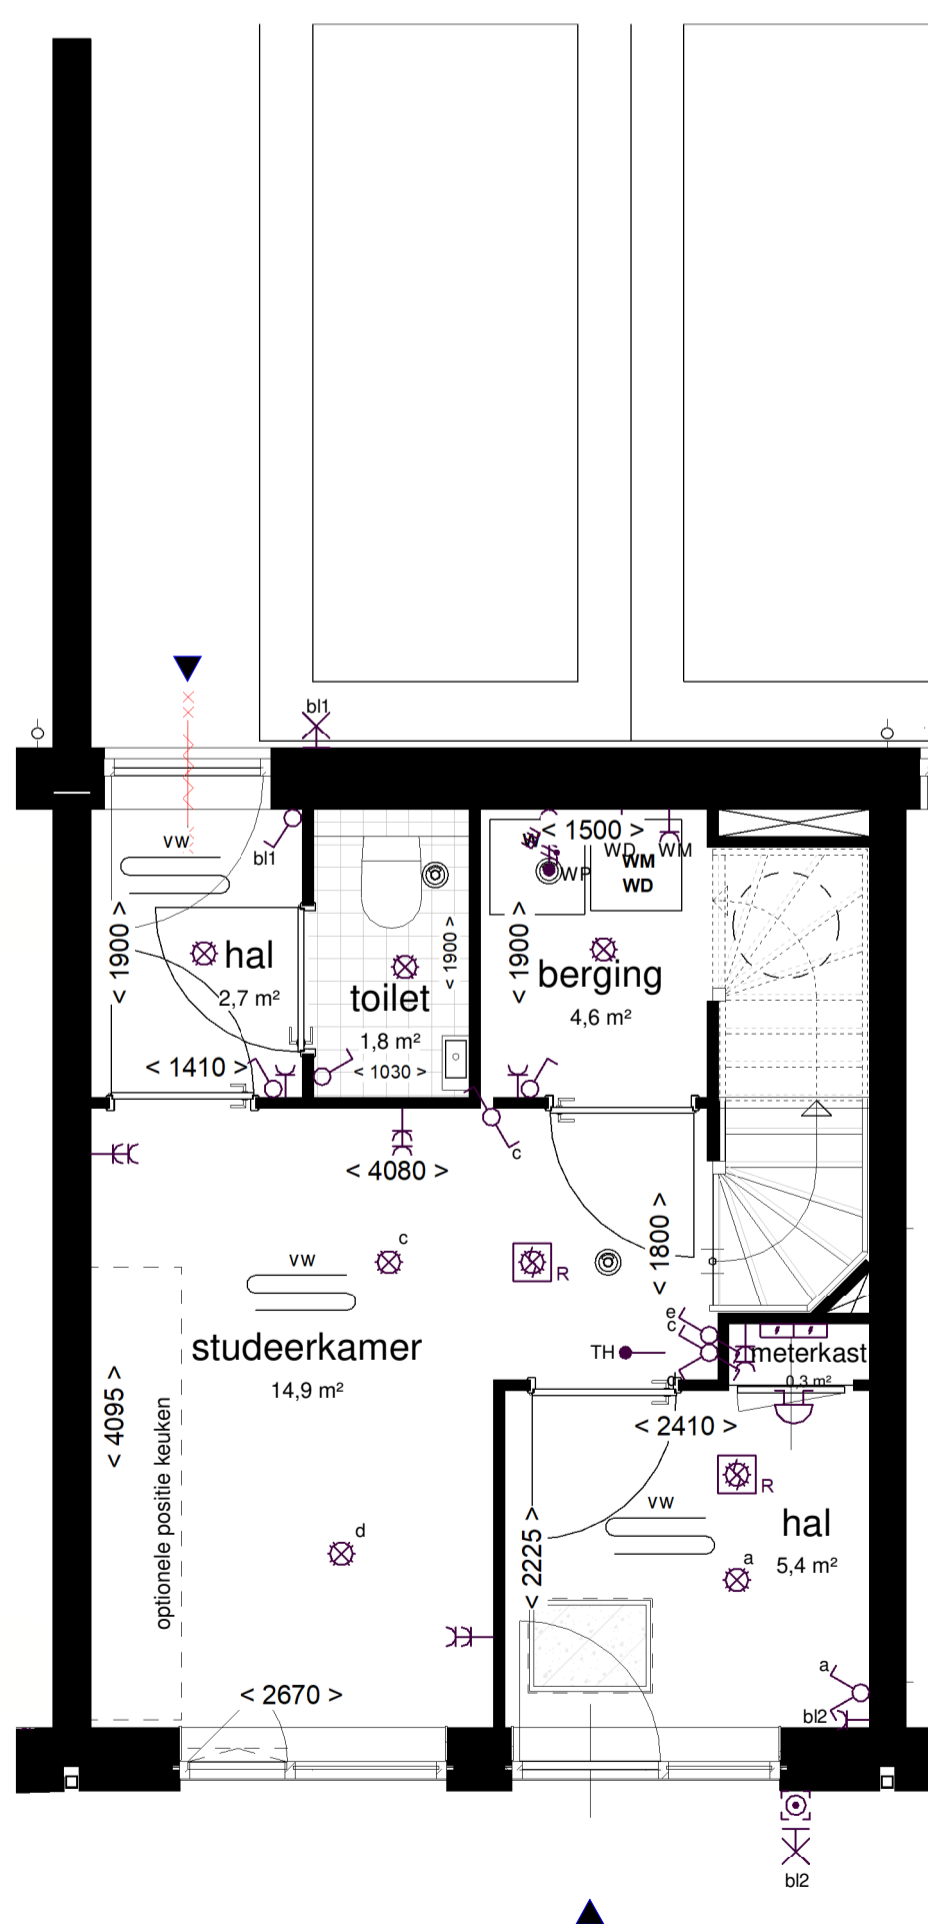 bl1
vw
bl1
< 1500 >
WD
WM
WM
WD
WP
< 1900 >
hal
2,7 m²
< 1410 >
toilet
1,8 m²
< 1030 >
< 1900 >
< 1900 >
berging
4,6 m²
c
< 4080 >
c
vw
R
< 1800 >
studeerkamer
14,9 m²
e
c
TH
meterkast
0,3 m²
< 2410 >
< 4095 >
optionele positie keuken
R
vw
hal
5,4 m²
a
d
< 2225 >
a
bl2
< 2670 >
bl2